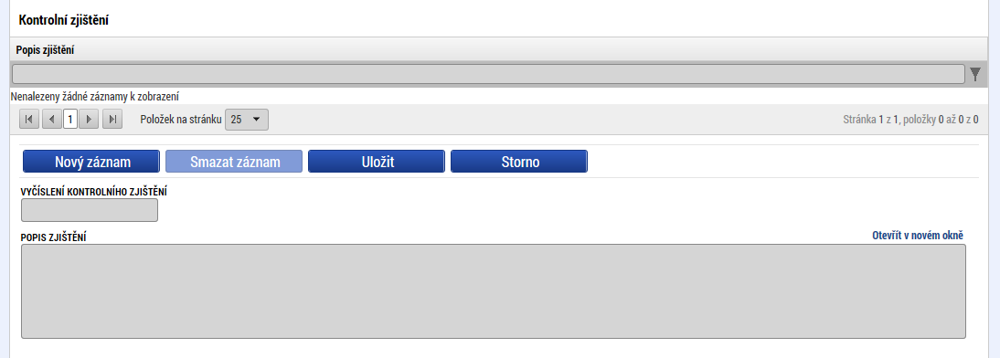 Kontrolní zjištění
Popis zjištění
Nenalezeny žádné záznamy k zobrazení
1 Položek na stránku 25 Stránka 1 z 1, položky 0 až 0 z 0
Nový záznam Smazat záznam Uložit Storno
VYČÍSLENÍ KONTROLNÍHO ZJIŠTĚNÍ
POPIS ZJIŠTĚNÍ Otevřít v novém okně